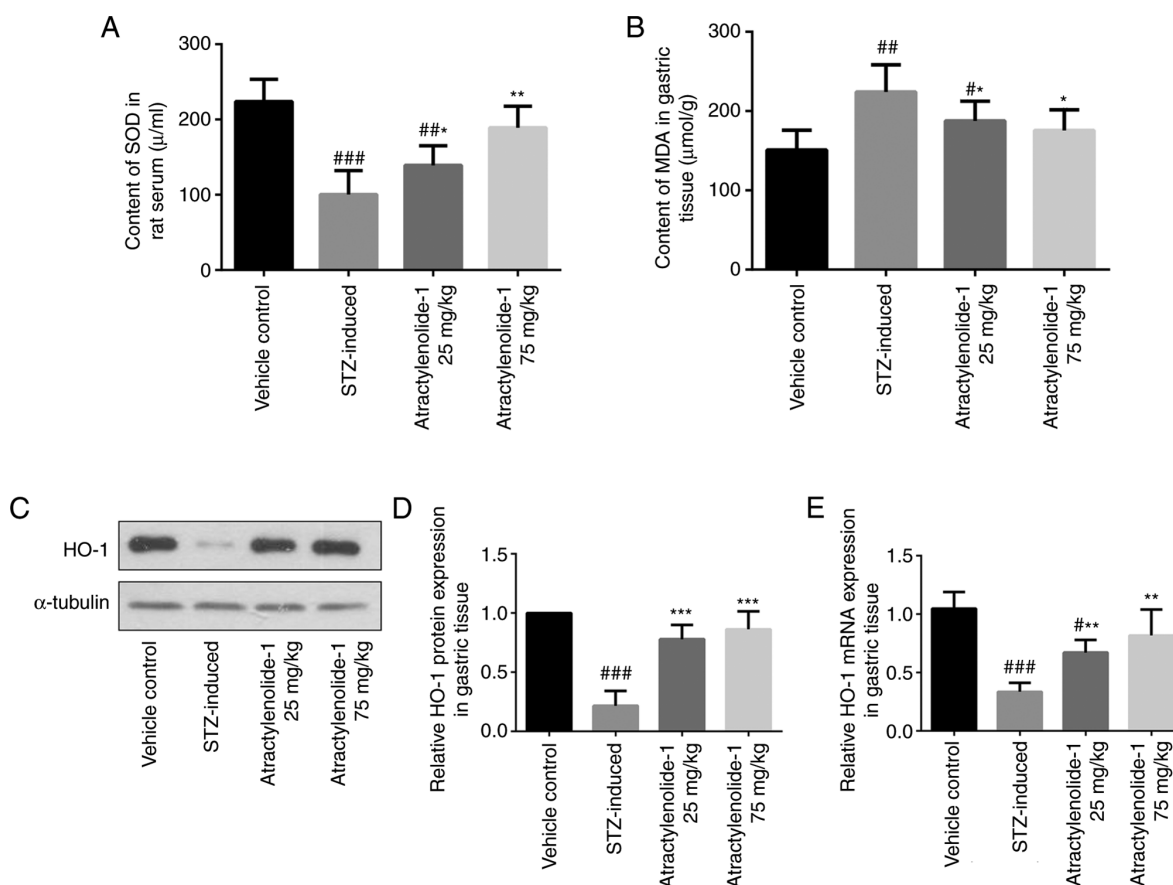 A
Content of SOD in
rat serum (µ/ml)
300
200
100
0
###
##*
**
Vehicle control
STZ-induced
Atractylenolide-1
25 mg/kg
Atractylenolide-1
75 mg/kg
B
Content of MDA in gastric
tissue (µmol/g)
300
200
100
0
##
#*
*
Vehicle control
STZ-induced
Atractylenolide-1
25 mg/kg
Atractylenolide-1
75 mg/kg
C
HO-1
α-tubulin
Vehicle control
STZ-induced
Atractylenolide-1
25 mg/kg
Atractylenolide-1
75 mg/kg
D
Relative HO-1 protein expression
in gastric tissue
1.5
1.0
0.5
0.0
###
***
***
Vehicle control
STZ-induced
Atractylenolide-1
25 mg/kg
Atractylenolide-1
75 mg/kg
E
Relative HO-1 mRNA expression
in gastric tissue
1.5
1.0
0.5
0.0
###
#**
**
Vehicle control
STZ-induced
Atractylenolide-1
25 mg/kg
Atractylenolide-1
75 mg/kg